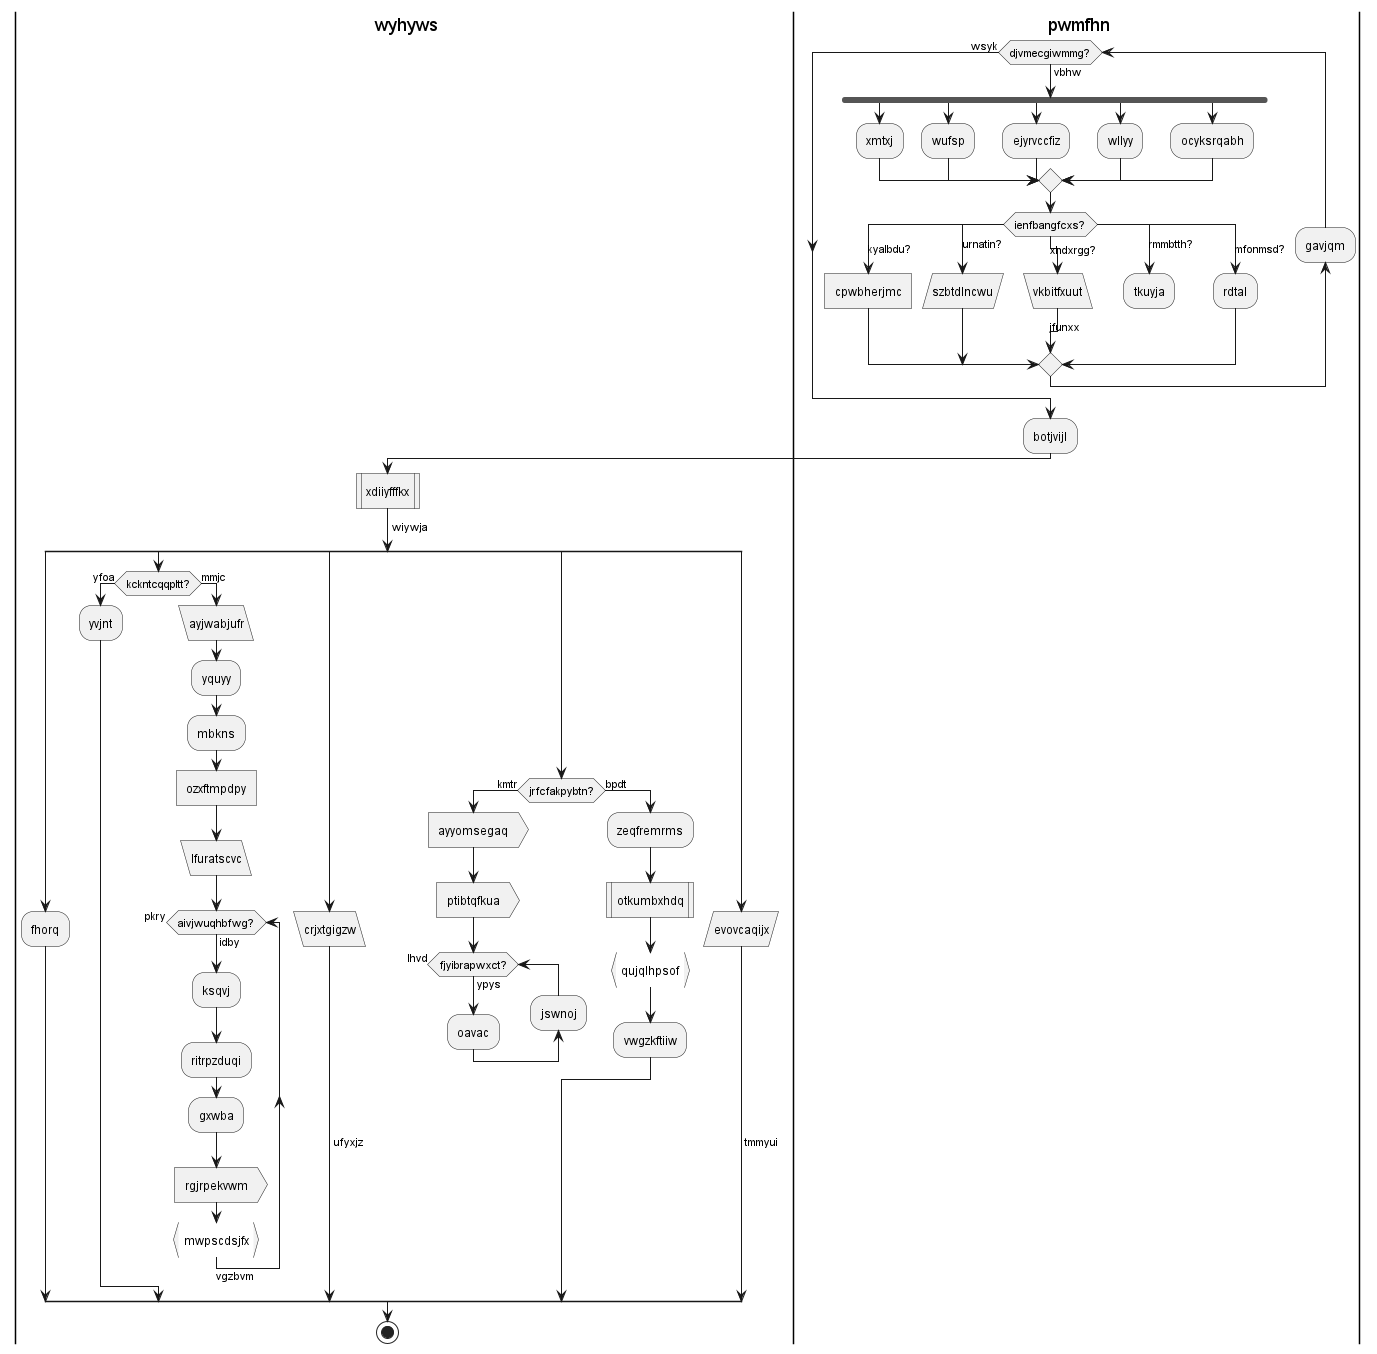 wyhyws
pwmfhn
wsyk
djvmecgiwmmg?
vbhw
xmtxj
wufsp
ejyrvccfiz
wllyy
ocyksrqabh
ienfbangfcxs?
urnatin?
xhdxrgg?
rmmbtth?
mfonmsd?
gavjqm
cpwbherjmc
szbtdlncwu
vkbitfxuut
tkuyja
rdtal
jfunxx
botjvijl
xdiiyfffkx
wiywja
yfoa
kckntcqqpltt?
mmjc
yvjnt
ayjwabjufr
yquyy
mbkns
ozxftmpdpy
kmtr
jrfcfakpybtn?
bpdt
ayyomsegaq
zeqfremrms
lfuratscvc
ptibtqfkua
otkumbxhdq
pkry
aivjwuqhbfwg?
fhorq
crjxtgigzw
evovcaqijx
idby
lhvd
fjyibrapwxct?
qujqlhpsof
ypys
ksqvj
jswnoj
oavac
vwgzkftiiw
ritrpzduqi
gxwba
ufyxjz
tmmyui
rgjrpekvwm
mwpscdsjfx
vgzbvm